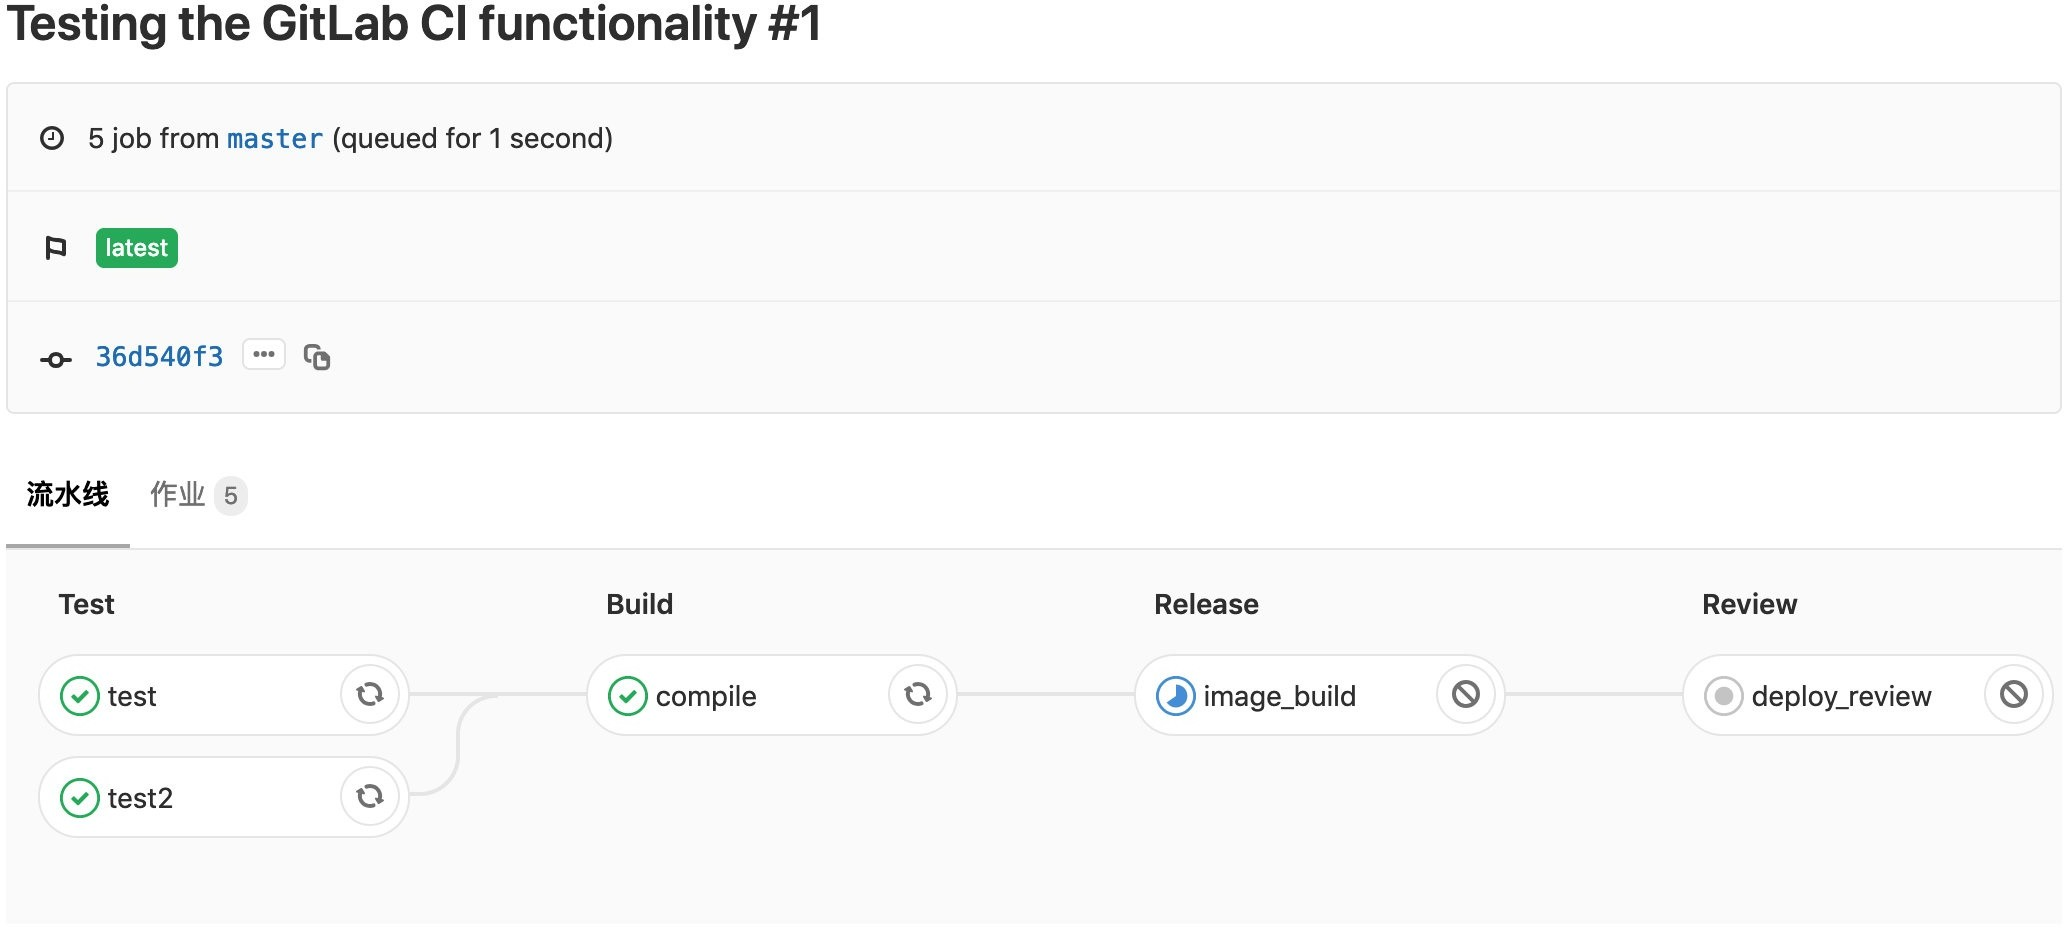 Testing the GitLab CI functionality #1
5 job from master (queued for 1 second)
latest
36d540f3 ...
流水线 作业 5
Test Build Release Review
test compile image_build deploy_review
test2